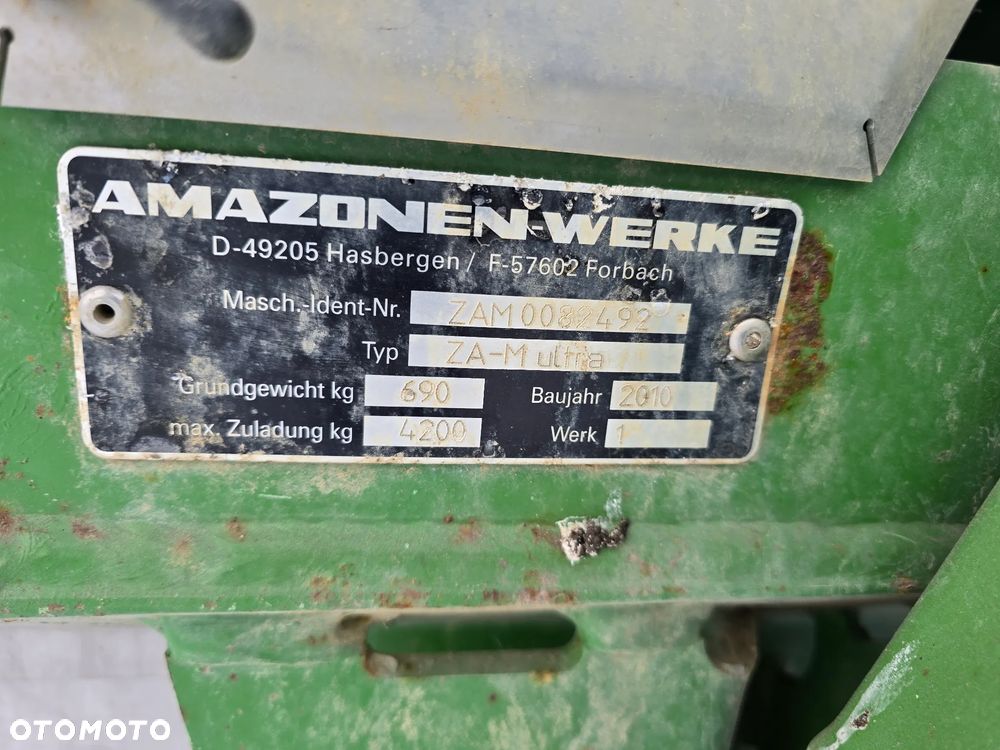 AMAZONEN-WERKE
D-49205 Hasbergen / F-57602 Forbach
Masch.-Ident-Nr. ZAM0082492
Typ ZA-M ultra
Grundgewicht kg 690 Baujahr 2010
max. Zuladung kg 4200 Werk 1
OTOMOTO